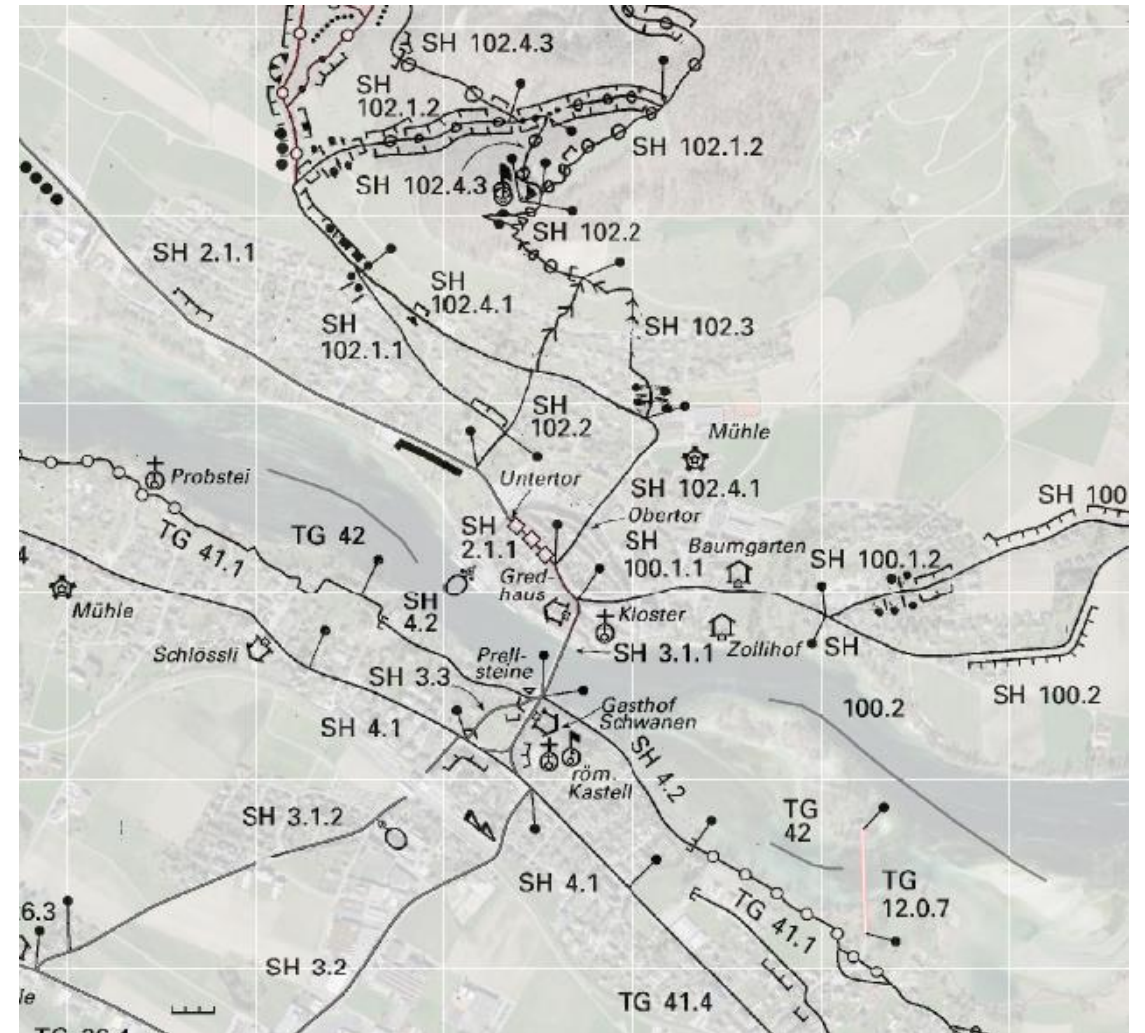 SH 102.4.3
SH
102.1.2
SH 102.1.2
SH 102.4.3
SH 102.2
SH 2.1.1
SH
102.4.1
SH
102.1.1
SH 102.3
SH
102.2
Mühle
Probstei
Untertor
SH 102.4.1
Obertor
SH 100
TG 41.1
TG 42
SH
2.1.1
SH
100.1.1
Baumgarten
SH 100.1.2
Gred-
haus
Mühle
SH
4.2
Kloster
Schlössli
Zollihof
SH
SH 3.1.1
Prell-
steine
SH 3.3
SH 100.2
Gasthof
Schwanen
100.2
SH 4.1
SH 4.2
röm.
Kastell
SH 3.1.2
TG
42
SH 4.1
TG
12.0.7
6.3
TG 41.1
SH 3.2
TG 41.4